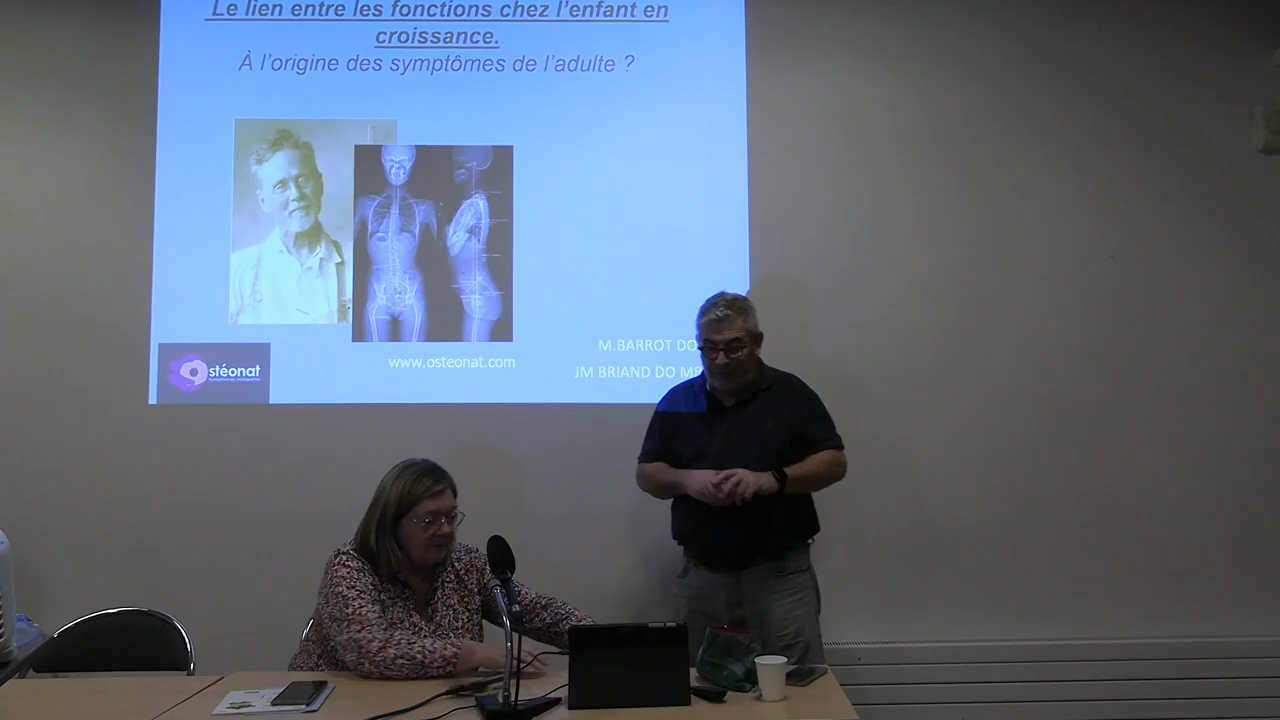 Le lien entre les fonctions chez l'enfant en
croissance.
À l'origine des symptômes de l'adulte ?
M.BARROT DO
www.osteonat.com
JM BRIAND DO
stéonat